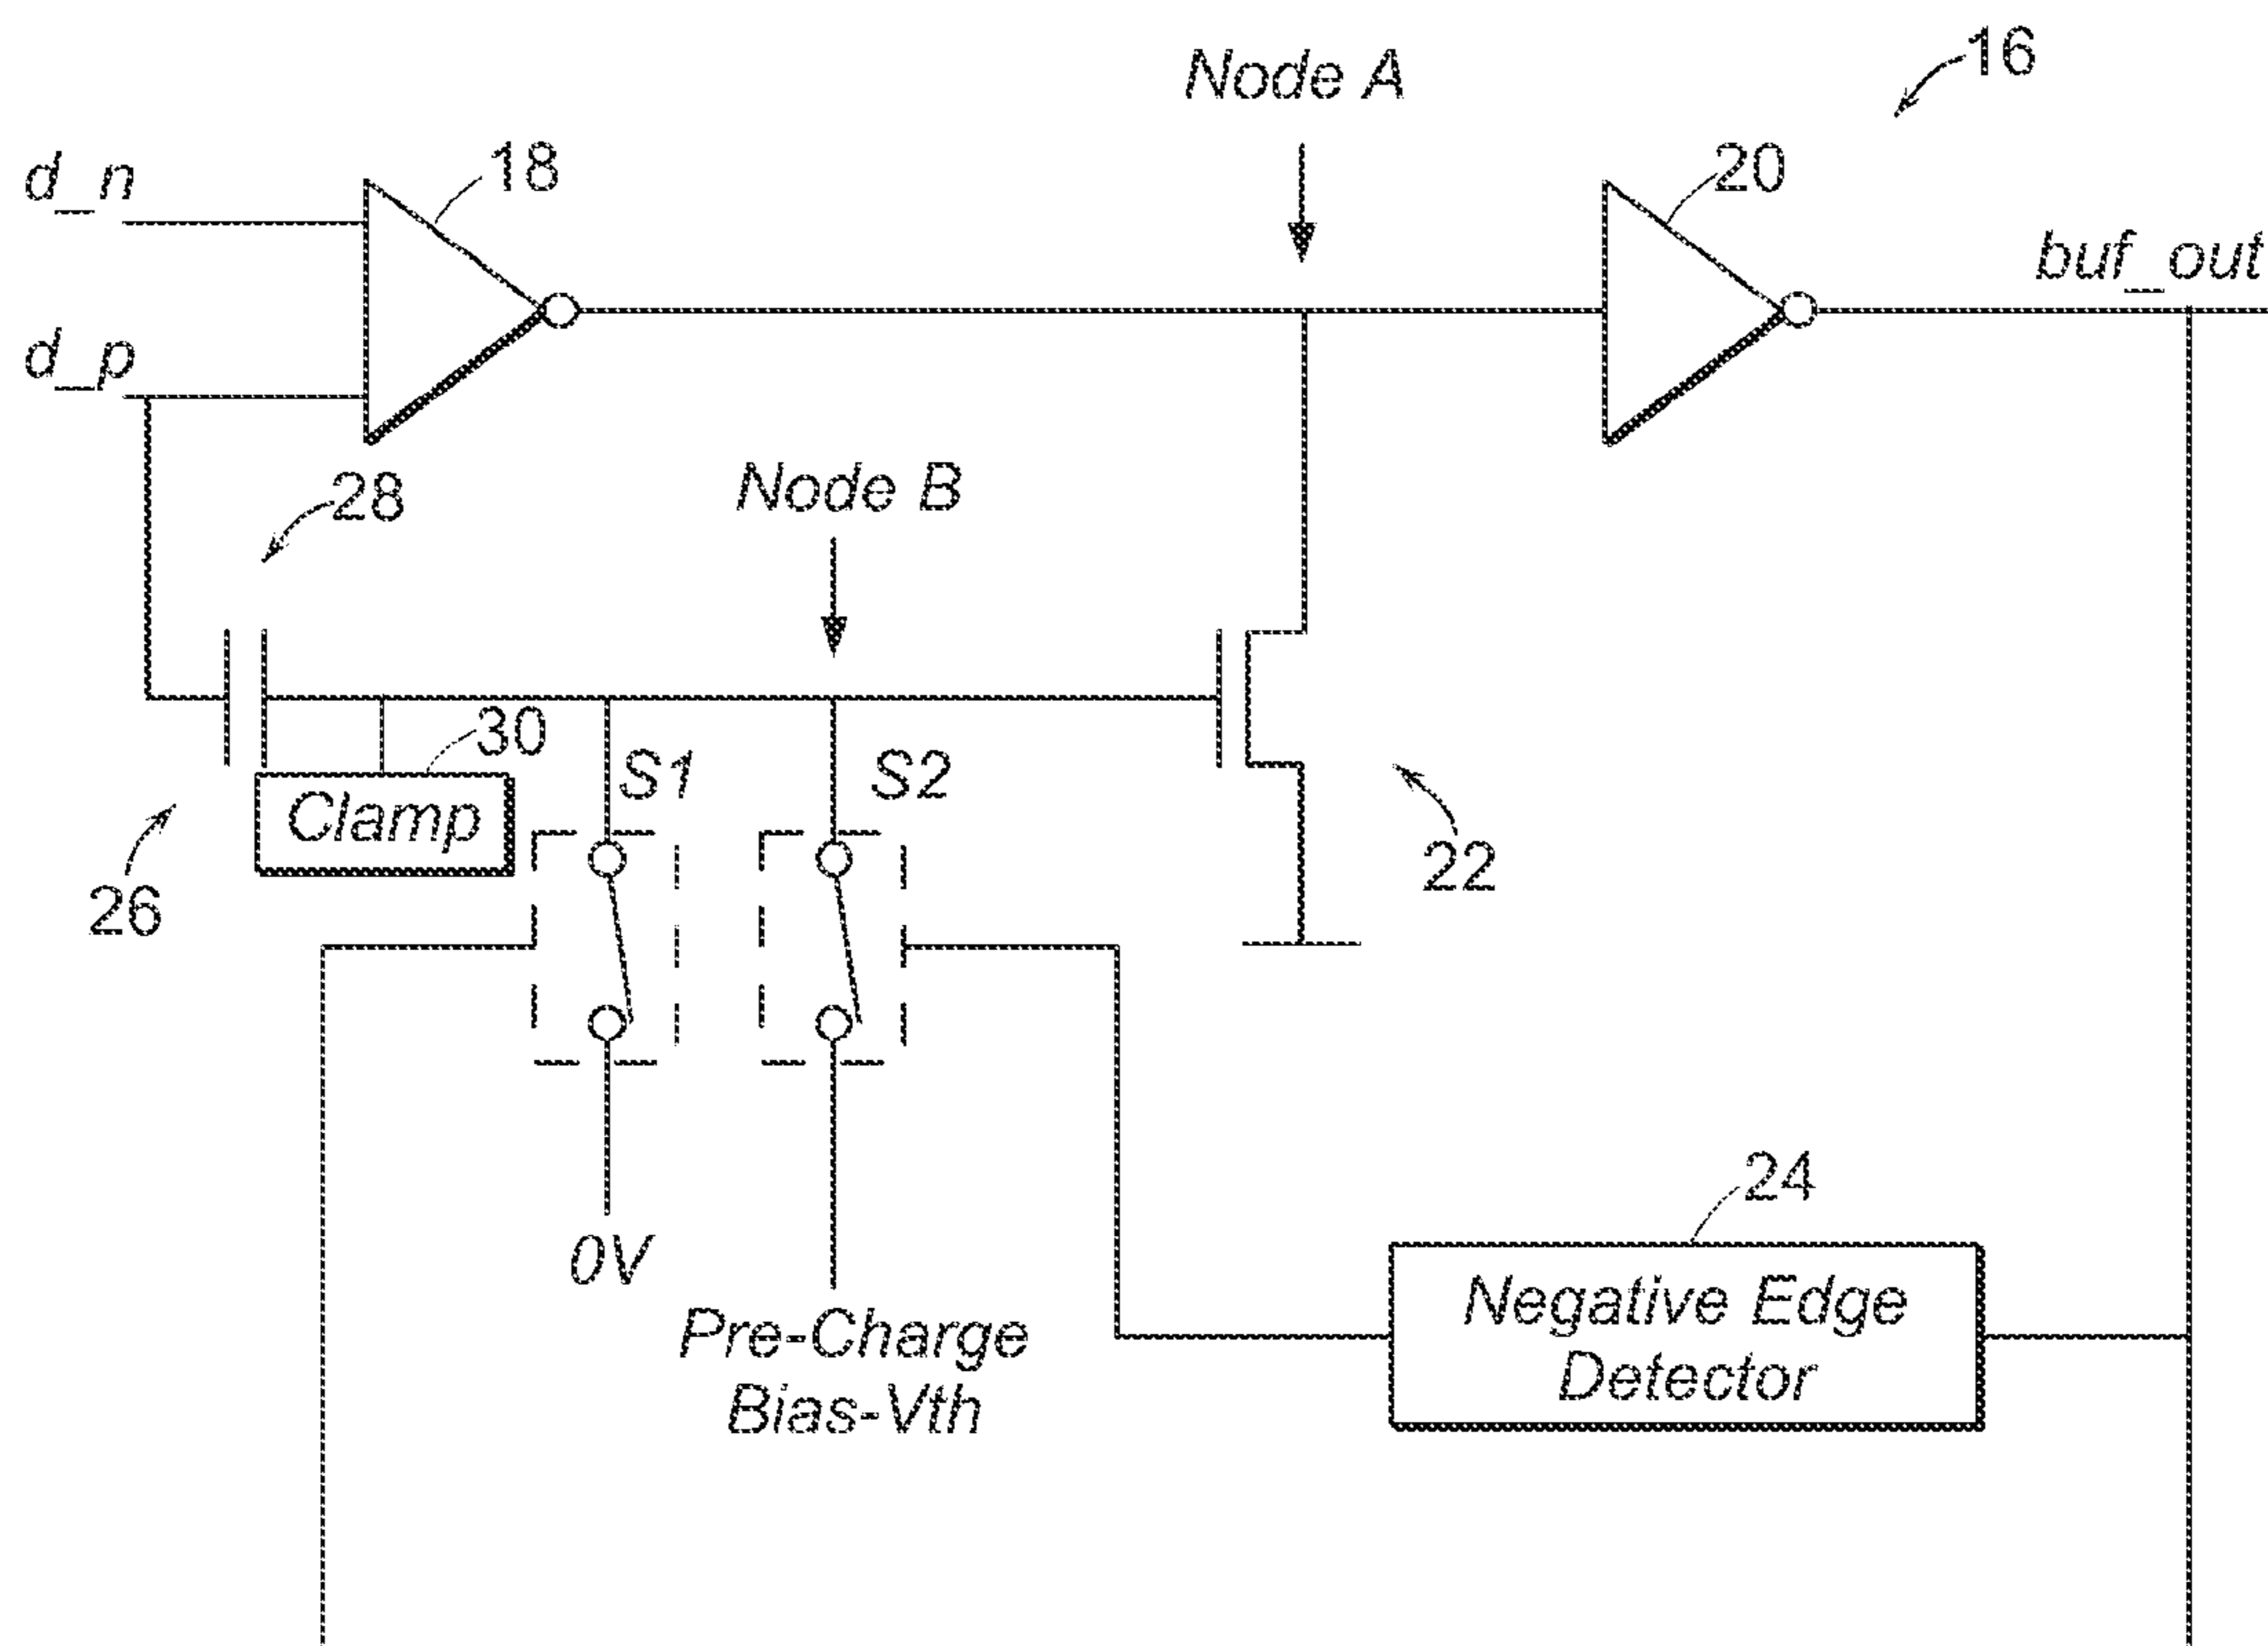 Node A
16
d_n
18
20
buf_out
d_p
28
Node B
30
Clamp
S1
S2
26
22
0V
Pre-Charge
Bias-Vth
24
Negative Edge
Detector